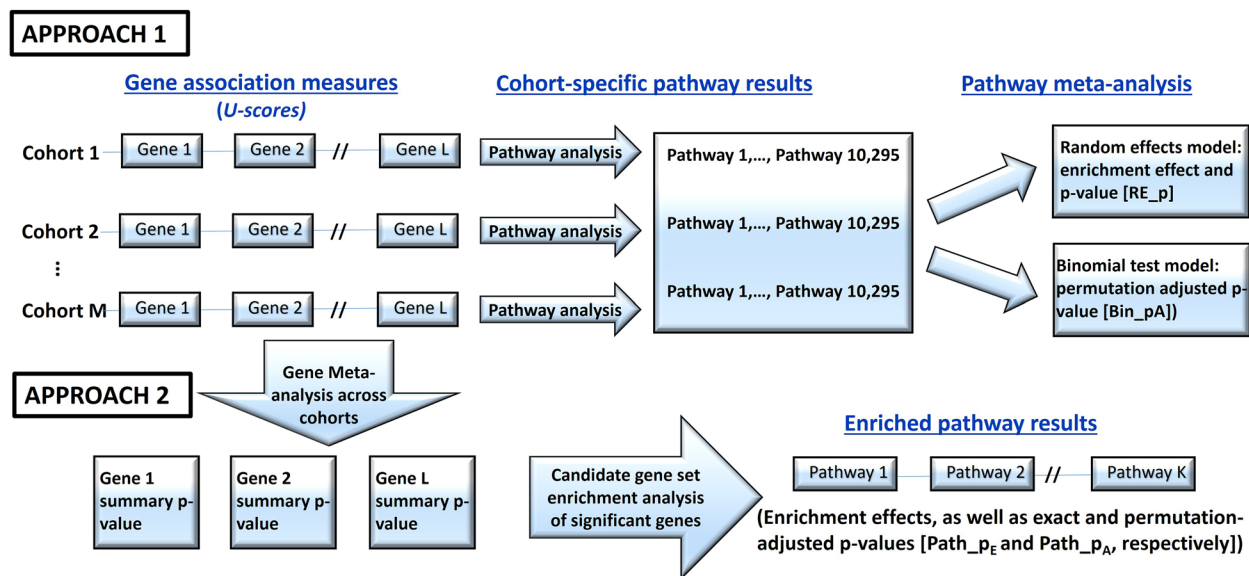 APPROACH 1
Gene association measures
(U-scores)
Cohort-specific pathway results
Pathway meta-analysis
Cohort 1 Gene 1 Gene 2 // Gene L Pathway analysis Pathway 1,..., Pathway 10,295
Cohort 2 Gene 1 Gene 2 // Gene L Pathway analysis Pathway 1,..., Pathway 10,295
⋮
Cohort M Gene 1 Gene 2 // Gene L Pathway analysis Pathway 1,..., Pathway 10,295
Random effects model:
enrichment effect and
p-value [RE_p]
Binomial test model:
permutation adjusted p-
value [Bin_pA])
APPROACH 2
Gene Meta-
analysis across
cohorts
Gene 1
summary p-
value
Gene 2
summary p-
value
Gene L
summary p-
value
Candidate gene set
enrichment analysis
of significant genes
Enriched pathway results
Pathway 1 Pathway 2 // Pathway K
(Enrichment effects, as well as exact and permutation-
adjusted p-values [Path_pE and Path_pA, respectively])